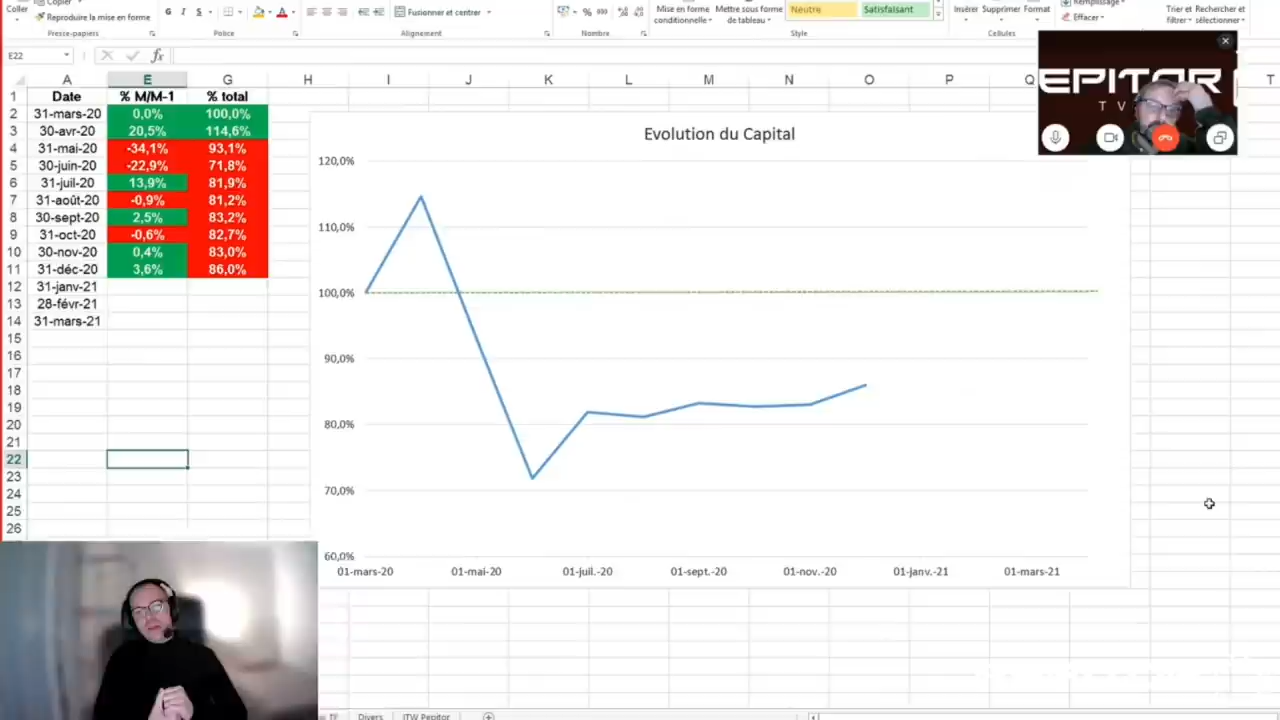 Coller
Copier
Reproduire la mise en forme
G I S
A
Fusionner et centrer
% 000
Mise en forme
conditionnelle
Mettre sous forme
de tableau
Neutre
Satisfaisant
Insérer Supprimer Format
Remplissage
Effacer
Trier et Rechercher et
filtrer sélectionner
Presse-papiers
Police
Alignement
Nombre
Style
Cellules
E22
fx
A E G H I J K L M N O P Q T
1 Date % M/M-1 % total
2 31-mars-20 0,0% 100,0%
3 30-avr-20 20,5% 114,6%
4 31-mai-20 -34,1% 93,1%
5 30-juin-20 -22,9% 71,8%
6 31-juil-20 13,9% 81,9%
7 31-août-20 -0,9% 81,2%
8 30-sept-20 2,5% 83,2%
9 31-oct-20 -0,6% 82,7%
10 30-nov-20 0,4% 83,0%
11 31-déc-20 3,6% 86,0%
12 31-janv-21
13 28-févr-21
14 31-mars-21
15
16
17
18
19
20
21
22
23
24
25
26
Evolution du Capital
120,0%
110,0%
100,0%
90,0%
80,0%
70,0%
60,0%
01-mars-20 01-mai-20 01-juil.-20 01-sept.-20 01-nov.-20 01-janv.-21 01-mars-21
EPITOR
TV
Divers ITW Pepitor